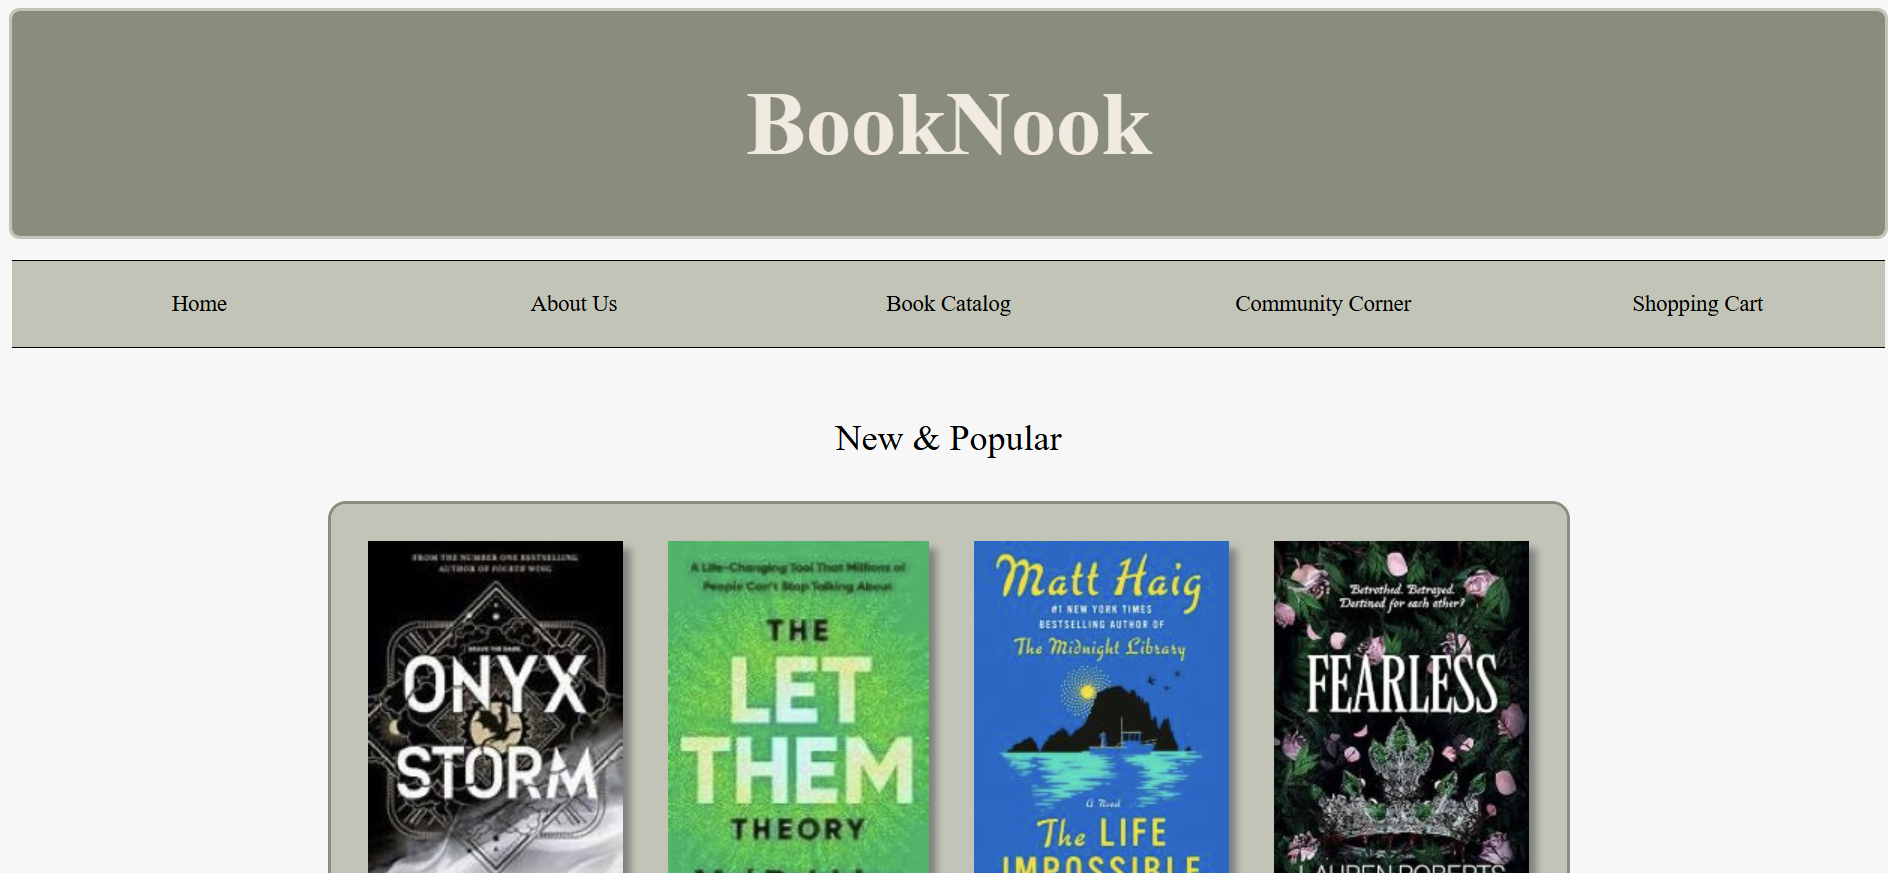 BookNook
Home About Us Book Catalog Community Corner Shopping Cart
New & Popular
FROM THE NUMBER ONE BESTSELLING
AUTHOR OF FOURTH WING
BRAVE THE DARK
ONYX
STORM
A Life-Changing Tool That Millions of
People Can't Stop Talking About
THE
LET
THEM
THEORY
Matt Haig
#1 NEW YORK TIMES
BESTSELLING AUTHOR OF
The Midnight Library
A Novel
The LIFE
IMPOSSIBLE
Betrothed. Betrayed.
Destined for each other?
FEARLESS
LAUREN ROBERTS